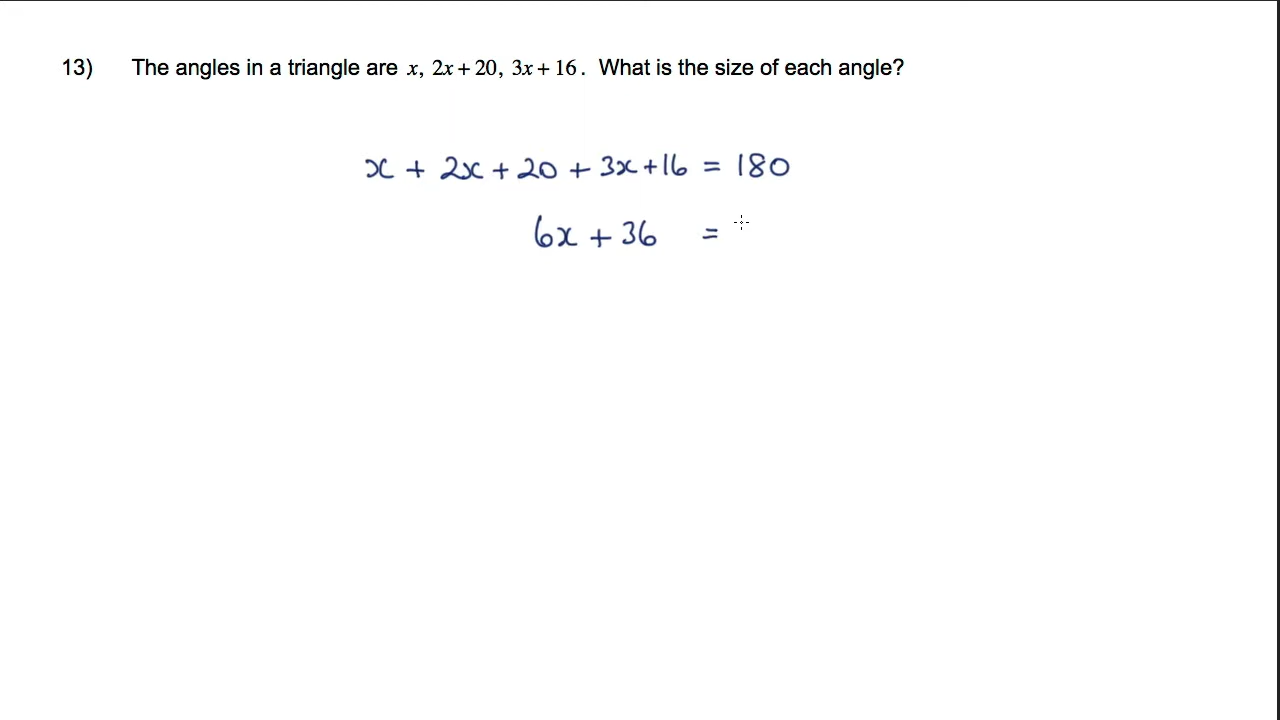 13) The angles in a triangle are x, 2x + 20, 3x + 16. What is the size of each angle?
x + 2x + 20 + 3x + 16 = 180
6x + 36 =